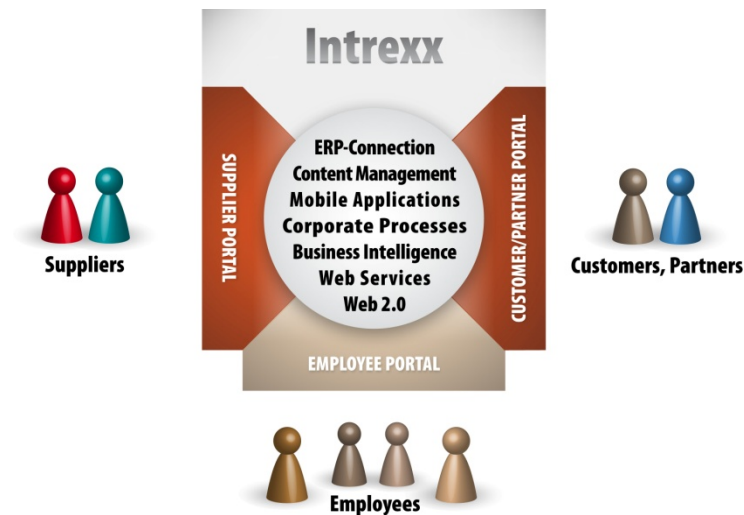 Intrexx
SUPPLIER PORTAL
ERP-Connection
Content Management
Mobile Applications
Corporate Processes
Business Intelligence
Web Services
Web 2.0
CUSTOMER/PARTNER PORTAL
Suppliers
Customers, Partners
EMPLOYEE PORTAL
Employees